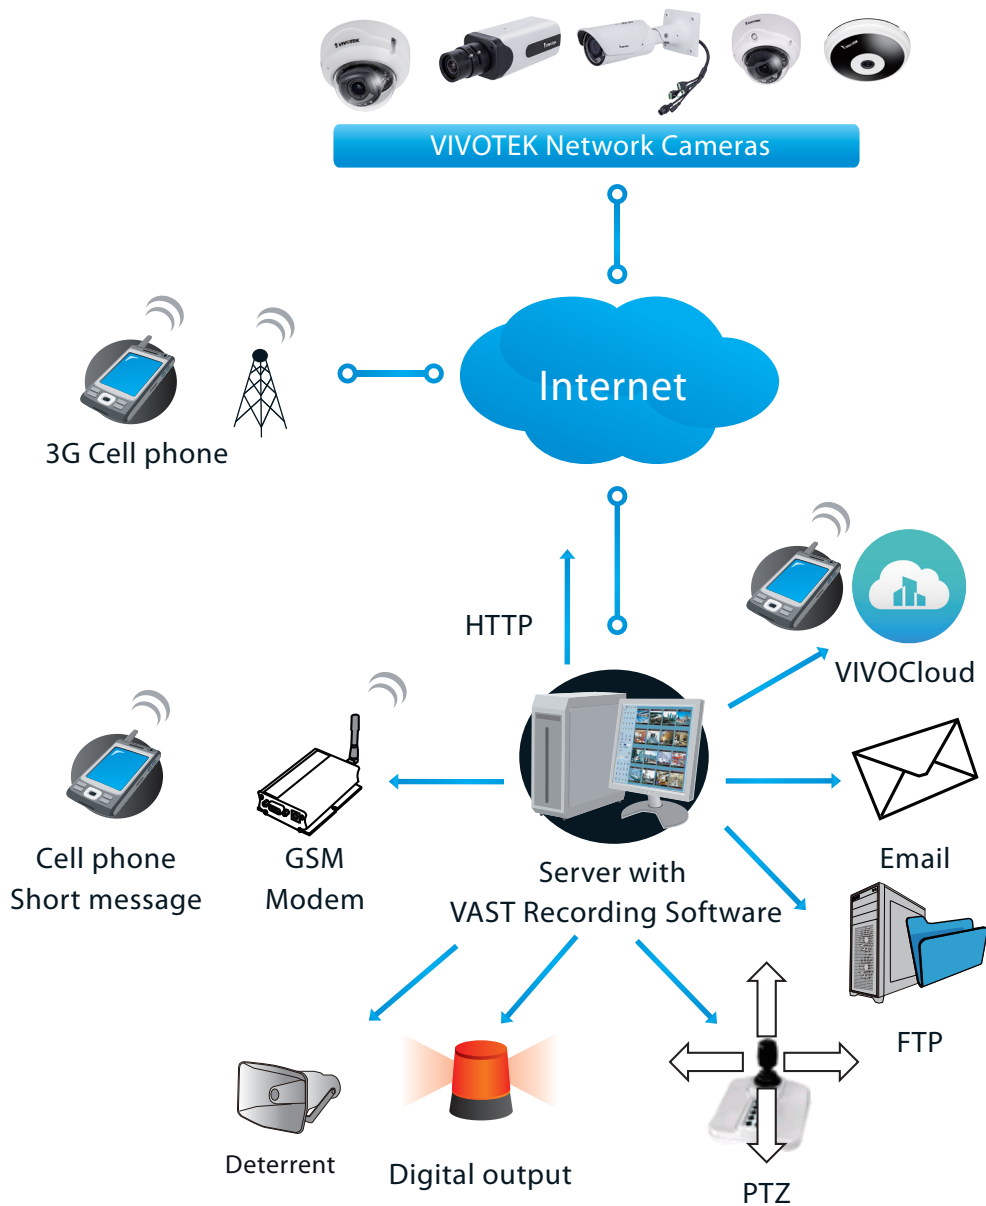 VIVOTEK
VIVOTEK Network Cameras
Internet
3G Cell phone
HTTP
VIVOCloud
Cell phone
Short message
GSM
Modem
Server with
VAST Recording Software
Email
FTP
Deterrent
Digital output
PTZ